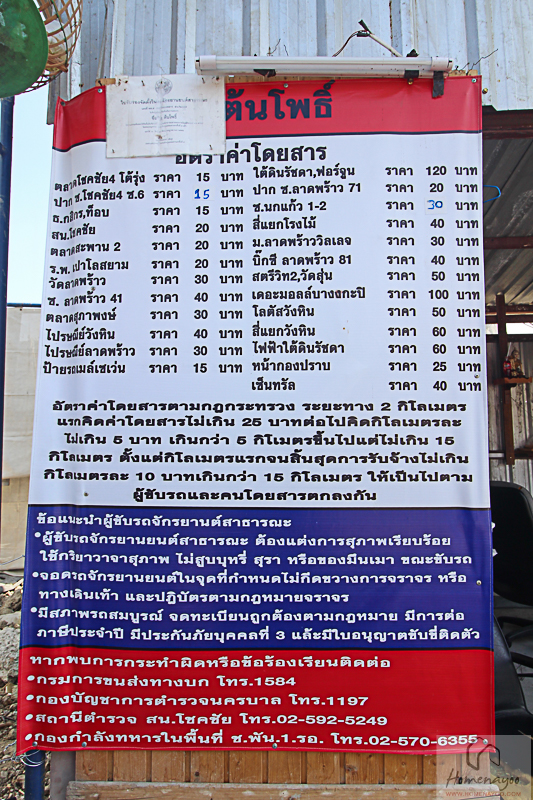 ต้นโพธิ์
อัตราค่าโดยสาร
ตลาดโชคชัย4 โต้รุ่ง ราคา 15 บาท
ปาก ซ.โชคชัย4 ซ.6 ราคา 15 บาท
ธ.กสิกร,ท็อบ ราคา 15 บาท
สน.โชคชัย ราคา 20 บาท
ตลาดสะพาน 2 ราคา 20 บาท
ร.พ.เปาโลสยาม ราคา 20 บาท
วัดลาดพร้าว ราคา 30 บาท
ซ. ลาดพร้าว 41 ราคา 40 บาท
ตลาดสุภาพงษ์ ราคา 30 บาท
ไปรษณีย์วังหิน ราคา 40 บาท
ไปรษณีย์ลาดพร้าว ราคา 30 บาท
ป้ายรถเมล์เซเว่น ราคา 15 บาท
ใต้ดินรัชดา,ฟอร์จูน ราคา 120 บาท
ปาก ซ.ลาดพร้าว 71 ราคา 20 บาท
ซ.นกแก้ว 1-2 ราคา 30 บาท
สี่แยกโรงไม้ ราคา 40 บาท
ม.ลาดพร้าววิลเลจ ราคา 30 บาท
บิ๊กซี ลาดพร้าว 81 ราคา 40 บาท
สตรีวิท2,วัดสุ่น ราคา 50 บาท
เดอะมอลล์บางกะปิ ราคา 100 บาท
โลตัสวังหิน ราคา 50 บาท
สี่แยกวังหิน ราคา 60 บาท
ไฟฟ้าใต้ดินรัชดา ราคา 60 บาท
หน้ากองปราบ ราคา 25 บาท
เซ็นทรัล ราคา 40 บาท
อัตราค่าโดยสารตามกฎกระทรวง ระยะทาง 2 กิโลเมตร
แรกคิดค่าโดยสารไม่เกิน 25 บาทต่อไปคิดกิโลเมตรละ
ไม่เกิน 5 บาท เกินกว่า 5 กิโเมตรขึ้นไปแต่ไม่เกิน 15
กิโลเมตร ตั้งแต่กิโลเมตรแรกจนสิ้นสุดการรับจ้างไม่เกิน
กิโลเมตรละ 10 บาทเกินกว่า 15 กิโลเมตร ให้เป็นไปตาม
ผู้ขับรถและคนโดยสารตกลงกัน
ข้อแนะนำผู้ขับรถจักรยานต์สาธารณะ
•ผู้ขับรถจักรยานยนต์สาธารณะ ต้องแต่งการสุภาพเรียบร้อย
ใช้กริยาวาจาสุภาพ ไม่สูบบุหรี่ สุรา หรือของมึนเมา ขณะขับรถ
•จอดรถจักรยานยนต์ในจุดที่กำหนดไม่กีดขวางการจราจร หรือ
ทางเดินเท้า และปฎิบัตรตามกฎหมายจราจร
•มีสภาพรถสมบูรณ์ จดทะเบียนถูกต้องตามกฎหมาย มีการต่อ
ภาษีประจำปี มีประกันภัยบุคคลที่ 3 และมีใบอนุญาตขับขี่ติดตัว
หากพบการกระทำผิดหรือข้อร้องเรียนติดต่อ
•กรมการขนส่งทางบก โทร.1584
•กองบัญชาการตำรวจนครบาล โทร.1197
•สถานีตำรวจ สน.โชคชัย โทร.02-592-5249
•กองกำลังทหารในพื้นที่ ช.พัน.1.รอ. โทร.02-570-6355
Homenayoo
WWW.HOMENAYOO.COM